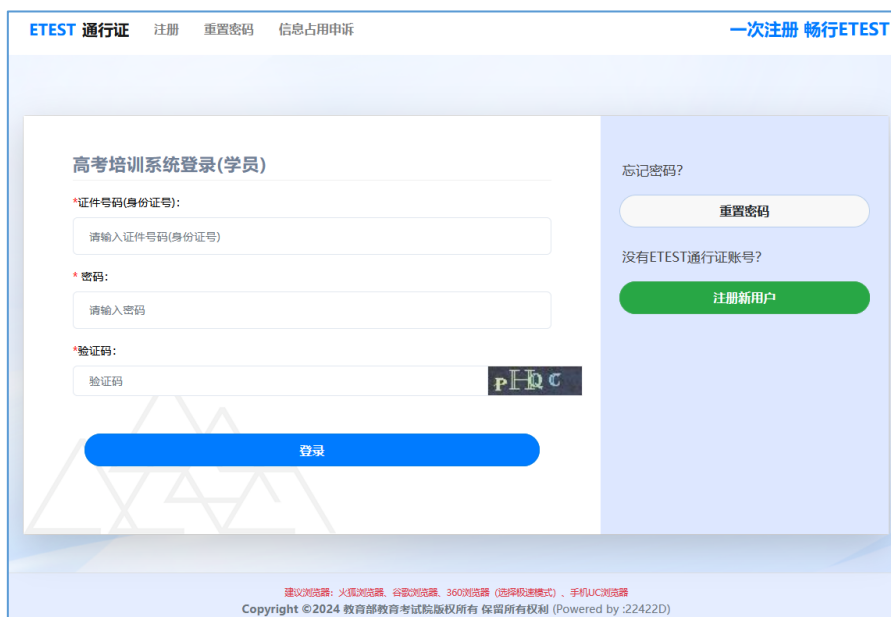 ETEST 通行证 注册 重置密码 信息占用申诉 一次注册 畅行ETEST
高考培训系统登录(学员)
*证件号码(身份证号):
请输入证件号码(身份证号)
* 密码:
请输入密码
*验证码:
验证码 PHQC
登录
忘记密码?
重置密码
没有ETEST通行证账号?
注册新用户
建议浏览器:火狐浏览器、谷歌浏览器、360浏览器 (选择极速模式) 、手机UC浏览器
Copyright ©2024 教育部教育考试院版权所有 保留所有权利 (Powered by :22422D)